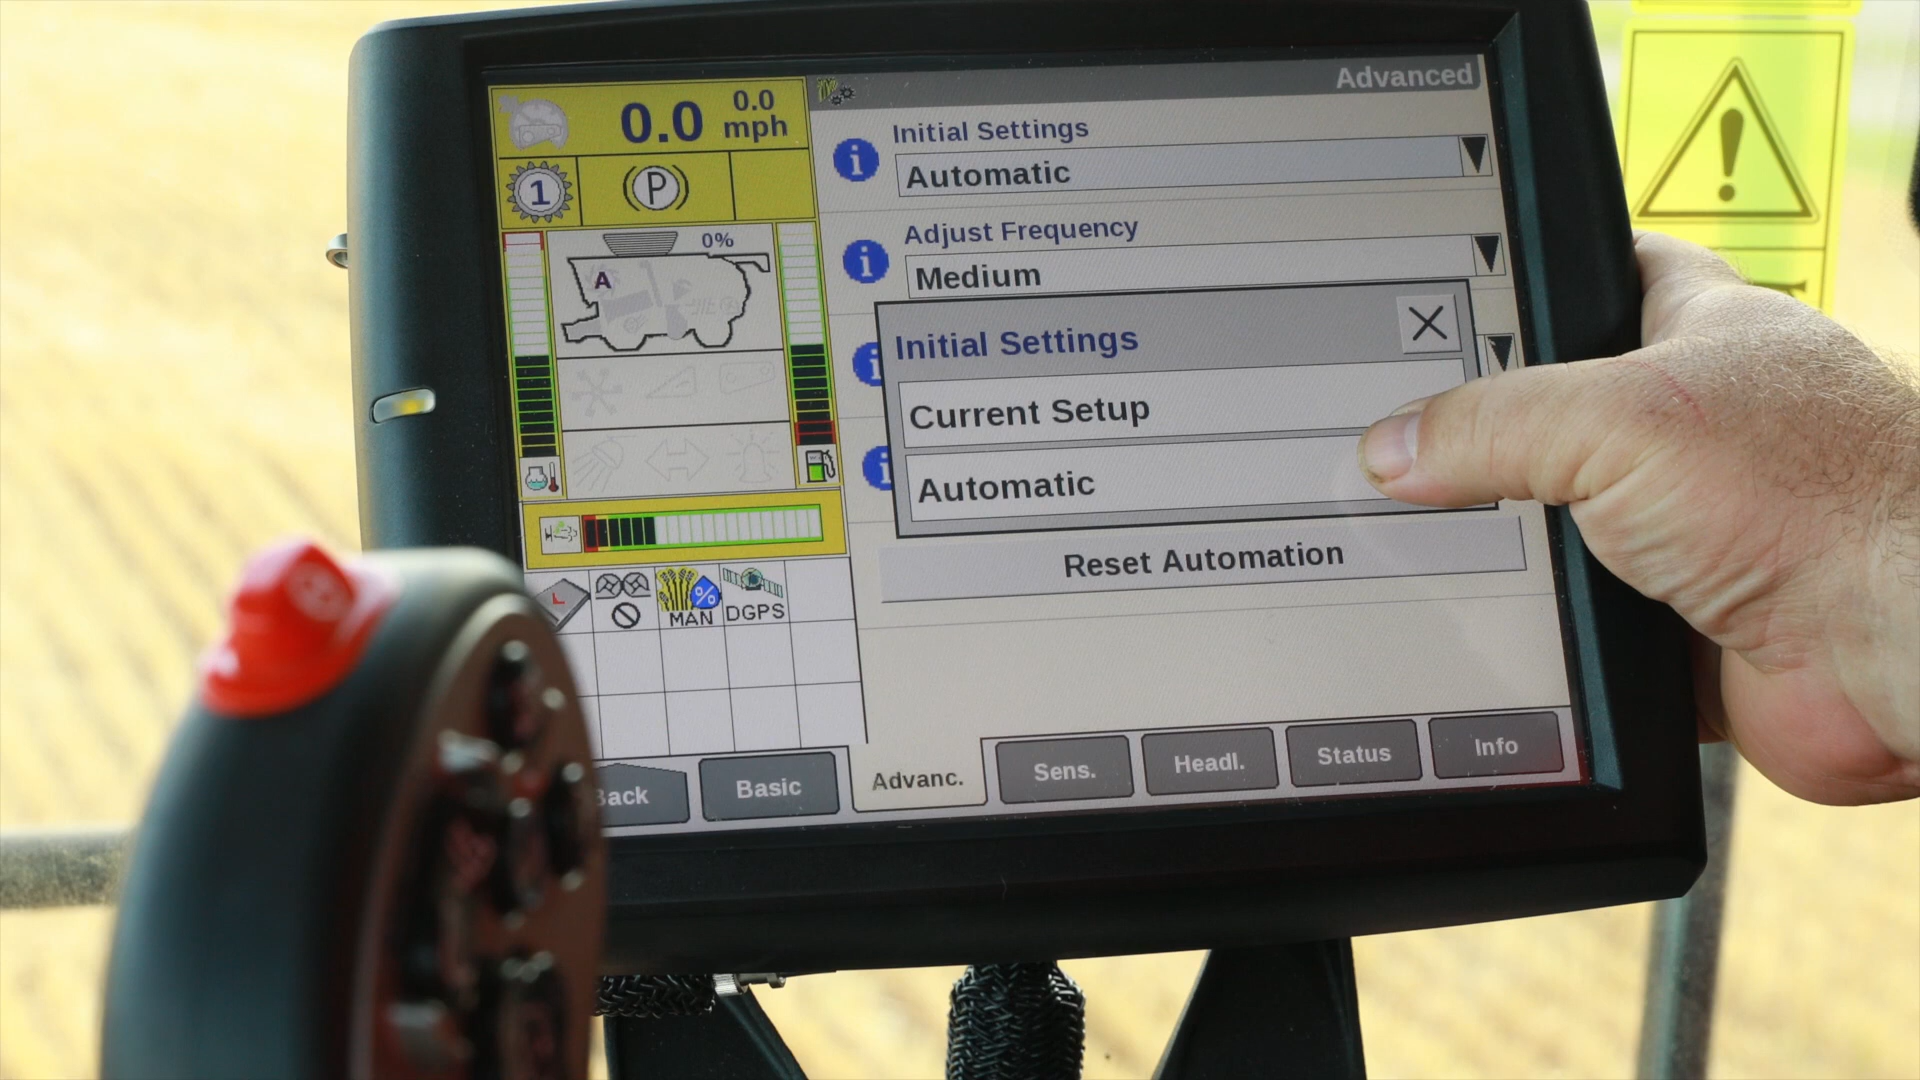 Advanced
0.0
0.0
mph
1
P
0%
A
Initial Settings
Automatic
Adjust Frequency
Medium
Initial Settings
Current Setup
Automatic
Reset Automation
L
%
MAN
DGPS
Back
Basic
Advanc.
Sens.
Headl.
Status
Info